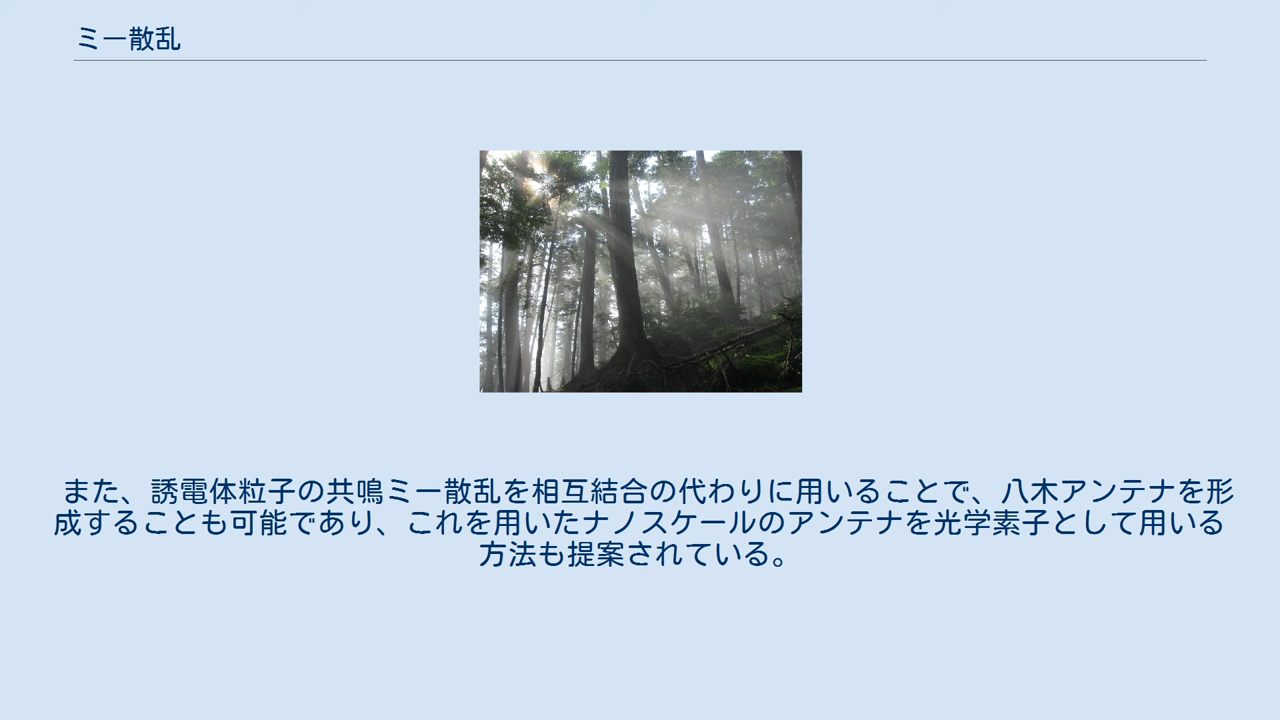 ミー散乱
また、誘電体粒子の共鳴ミー散乱を相互結合の代わりに用いることで、八木アンテナを形
成することも可能であり、これを用いたナノスケールのアンテナを光学素子として用いる
方法も提案されている。